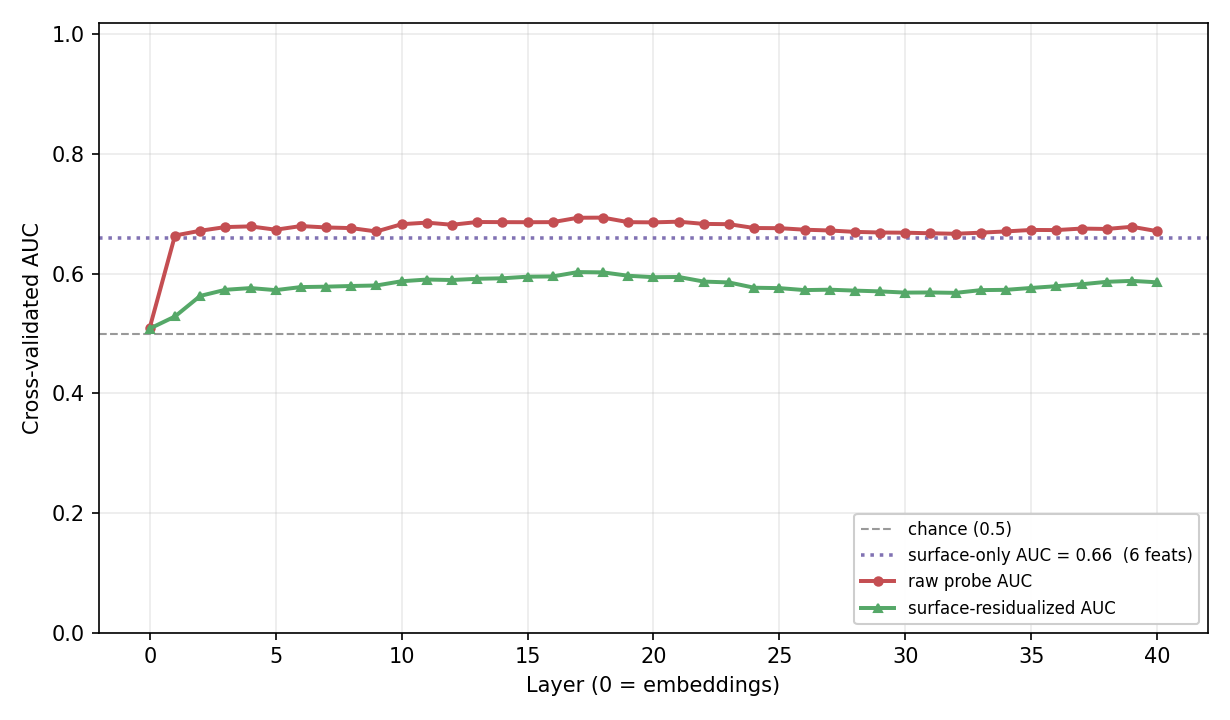 1.0
0.8
0.6
0.4
0.2
0.0
Cross-validated AUC
chance (0.5)
surface-only AUC = 0.66 (6 feats)
raw probe AUC
surface-residualized AUC
0 5 10 15 20 25 30 35 40
Layer (0 = embeddings)